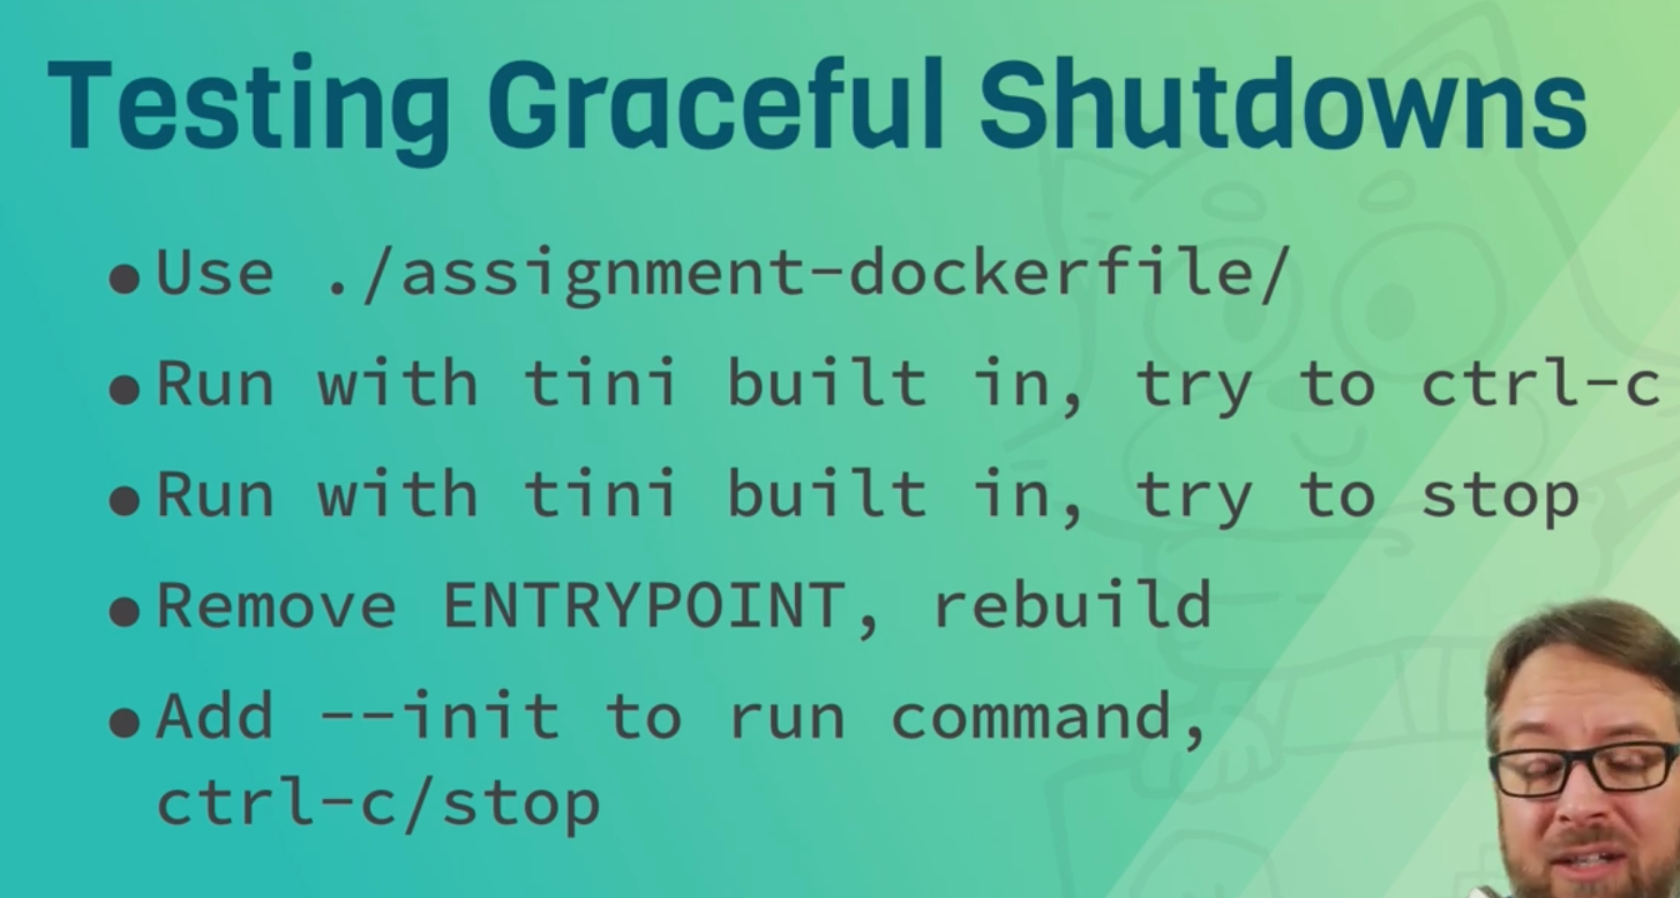 Testing Graceful Shutdowns
●Use ./assignment-dockerfile/
●Run with tini built in, try to ctrl-c
●Run with tini built in, try to stop
●Remove ENTRYPOINT, rebuild
●Add --init to run command,
ctrl-c/stop